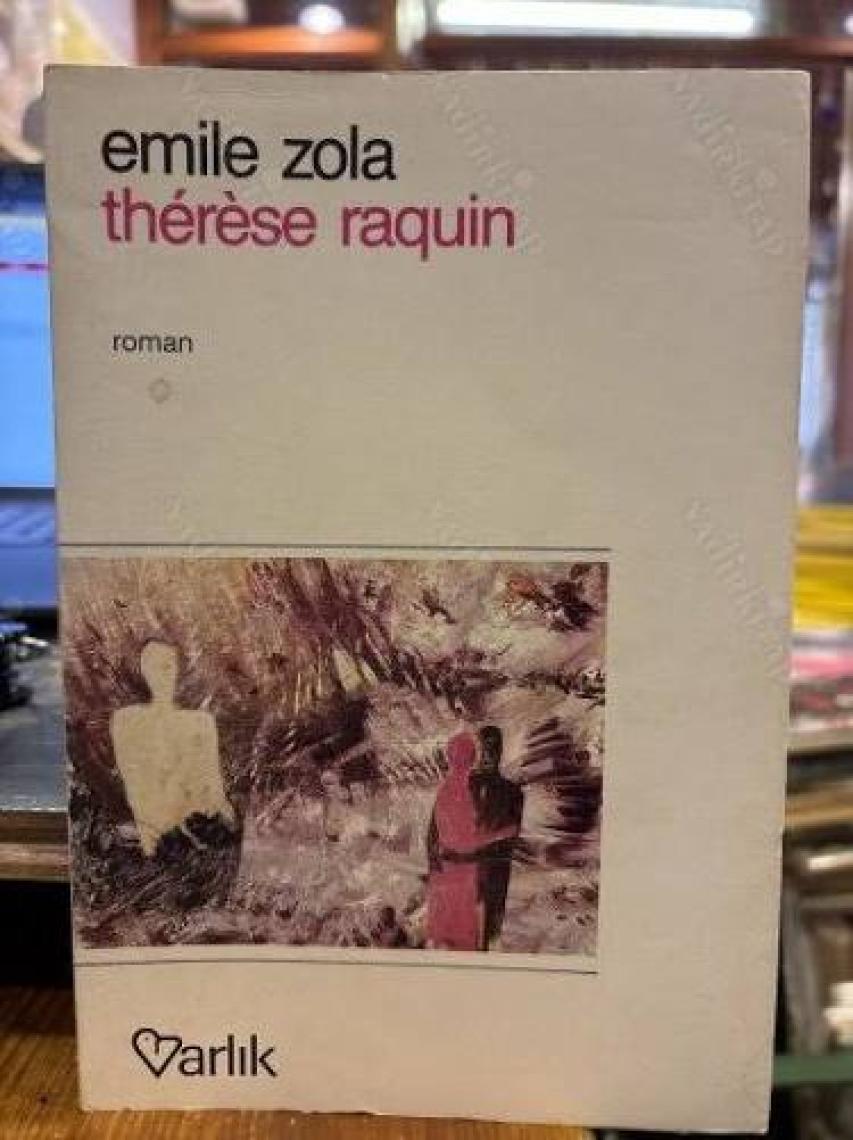 emile zola
thérèse raquin
roman
varlık